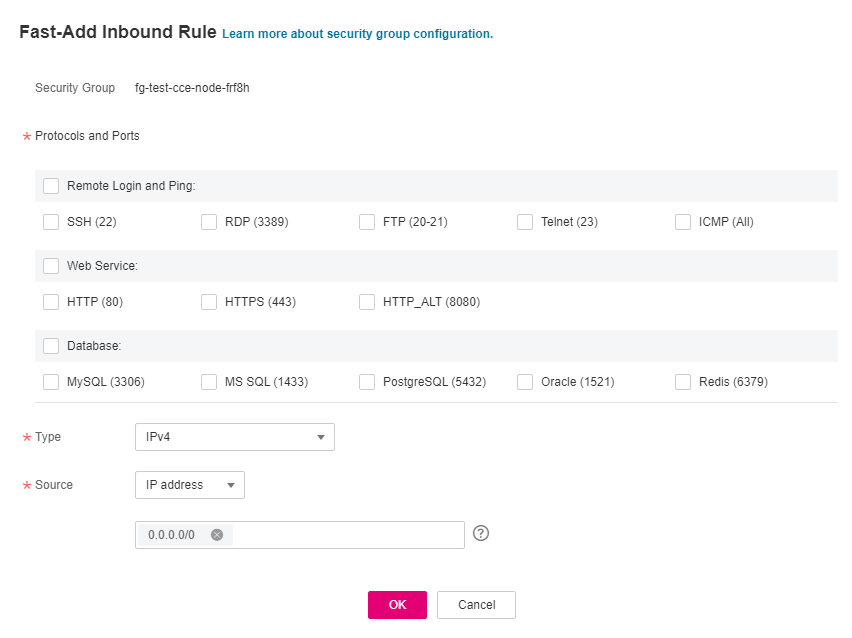 Fast-Add Inbound Rule Learn more about security group configuration.
Security Group fg-test-cce-node-frf8h
* Protocols and Ports
Remote Login and Ping:
SSH (22) RDP (3389) FTP (20-21) Telnet (23) ICMP (All)
Web Service:
HTTP (80) HTTPS (443) HTTP_ALT (8080)
Database:
MySQL (3306) MS SQL (1433) PostgreSQL (5432) Oracle (1521) Redis (6379)
* Type IPv4
* Source IP address
0.0.0.0/0 ?
OK Cancel